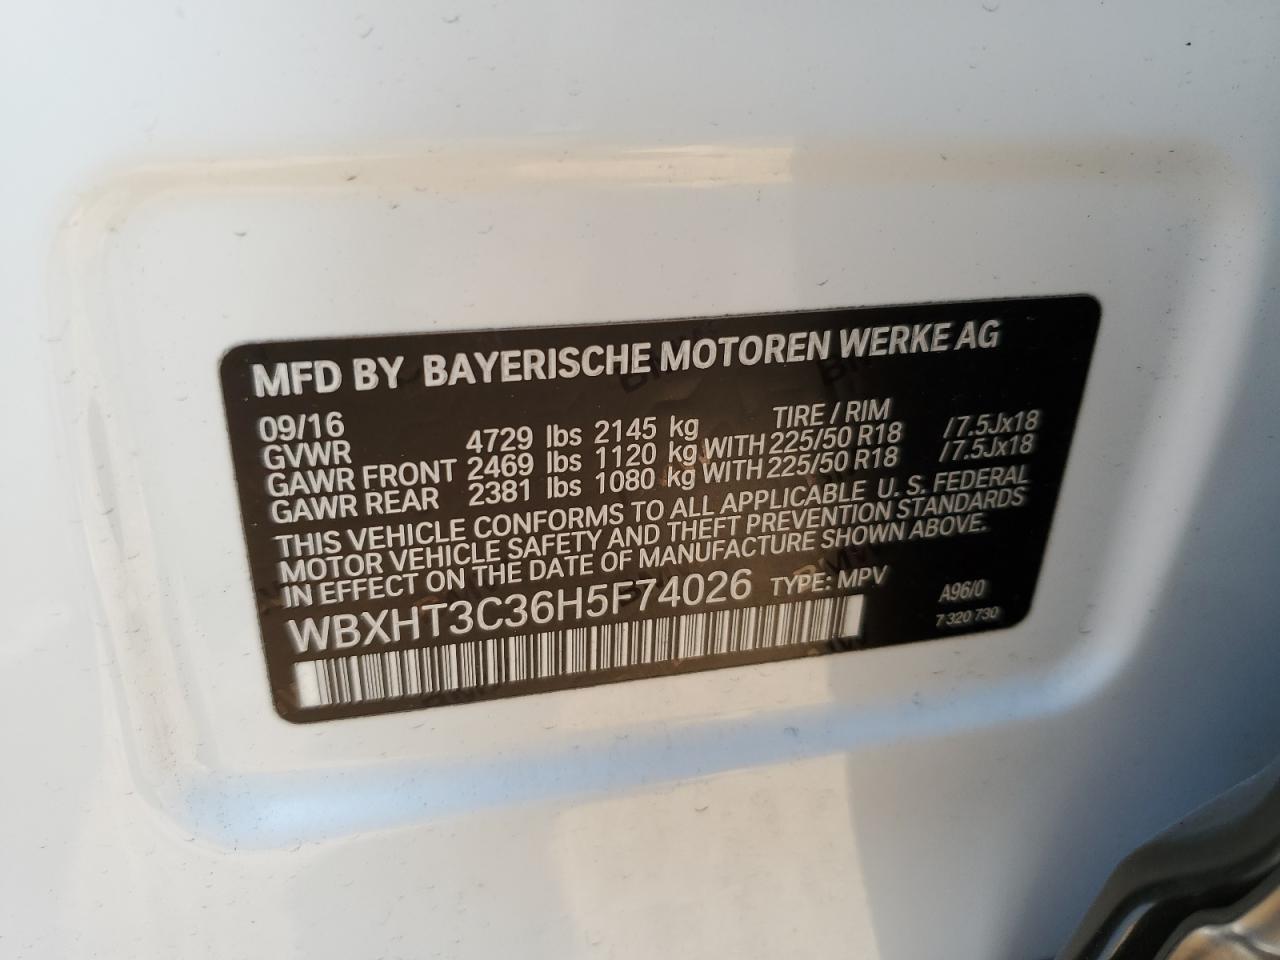 MFD BY BAYERISCHE MOTOREN WERKE AG
09/16 TIRE / RIM
GVWR 4729 lbs 2145 kg
GAWR FRONT 2469 lbs 1120 kg WITH 225/50 R18 /7.5Jx18
GAWR REAR 2381 lbs 1080 kg WITH 225/50 R18 /7.5Jx18
THIS VEHICLE CONFORMS TO ALL APPLICABLE U. S. FEDERAL
MOTOR VEHICLE SAFETY AND THEFT PREVENTION STANDARDS
IN EFFECT ON THE DATE OF MANUFACTURE SHOWN ABOVE.
WBXHT3C36H5F74026 TYPE: MPV A96/0
7 320 730